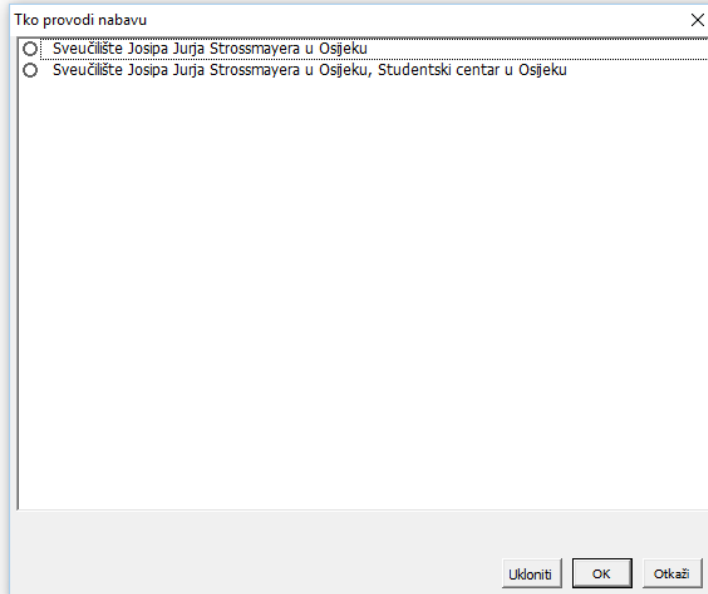 Tko provodi nabavu
Sveučilište Josipa Jurja Strossmayera u Osijeku
Sveučilište Josipa Jurja Strossmayera u Osijeku, Studentski centar u Osijeku
Ukloniti OK Otkaži